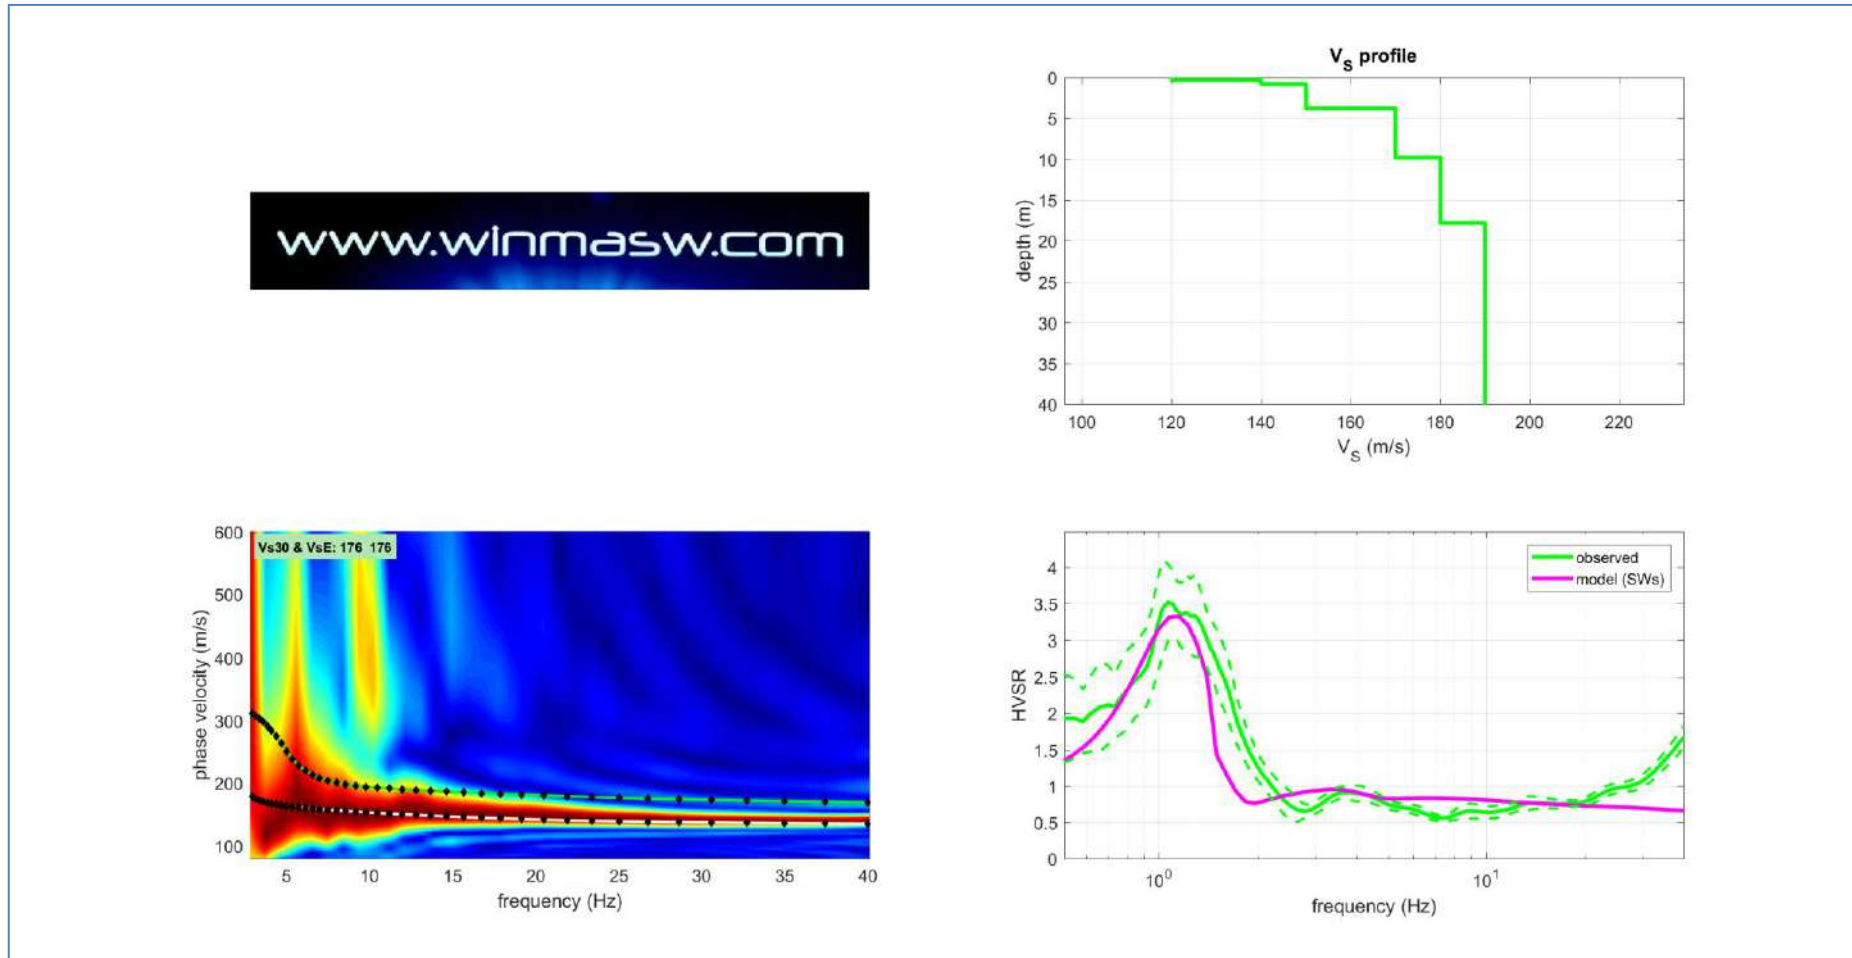 www.winmasw.com
V_S profile
0
5
10
15
20
25
30
35
40
depth (m)
100 120 140 160 180 200 220
V_S (m/s)
600
500
400
300
200
100
phase velocity (m/s)
Vs30 & VsE: 176 176
5 10 15 20 25 30 35 40
frequency (Hz)
4
3.5
3
2.5
2
1.5
1
0.5
0
HVSR
observed
model (SWs)
10^0 10^1
frequency (Hz)